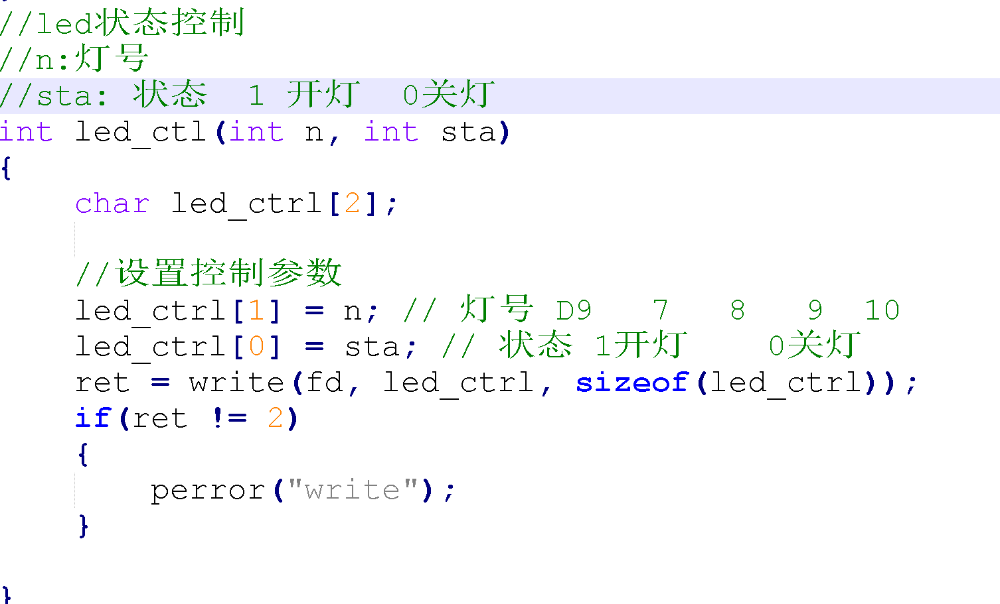 //led状态控制
//n:灯号
//sta: 状态  1 开灯  0关灯
int led_ctl(int n, int sta)
{
    char led_ctrl[2];
    //设置控制参数
    led_ctrl[1] = n; // 灯号 D9   7   8   9  10
    led_ctrl[0] = sta; // 状态 1开灯    0关灯
    ret = write(fd, led_ctrl, sizeof(led_ctrl));
    if(ret != 2)
    {
        perror("write");
    }
}